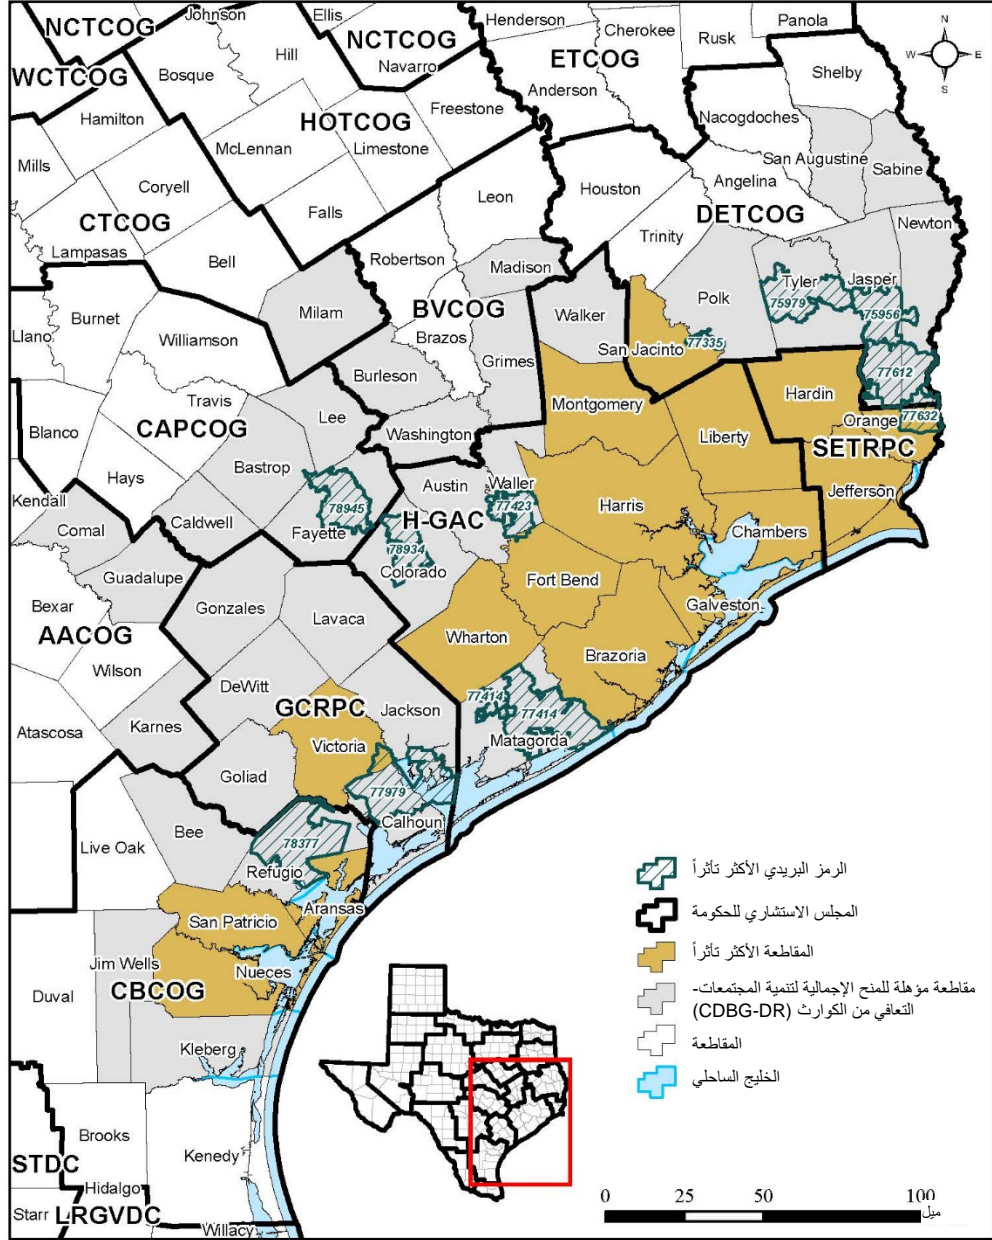 NCTCOG
Johnson
Ellis
Henderson
Cherokee
Panola
Rusk
N
W
E
S
WCTCOG
Bosque
Hill
NCTCOG
Navarro
ETCOG
Anderson
Shelby
Hamilton
HOTCOG
Freestone
Nacogdoches
Mills
McLennan
Limestone
San Augustine
Sabine
Coryell
Leon
Houston
Angelina
CTCOG
Falls
DETCOG
Newton
Lampasas
Bell
Robertson
Trinity
Madison
Tyler
Jasper
Milam
BVCOG
Polk
75979
75956
Burnet
Llano
Williamson
Brazos
Walker
Grimes
San Jacinto
77335
77612
Burleson
Hardin
Travis
Lee
Montgomery
Blanco
CAPCOG
Washington
Liberty
Orange
77632
SETRPC
Hays
Bastrop
Austin
Waller
Kendall
78945
H-GAC
77423
Harris
Jefferson
Comal
Caldwell
Fayette
78934
Chambers
Colorado
Guadalupe
Fort Bend
Bexar
Gonzales
Lavaca
Galveston
AACOG
Wharton
Brazoria
Wilson
DeWitt
77414
77414
Karnes
GCRPC
Jackson
Atascosa
Victoria
Matagorda
Goliad
77979
Calhoun
Bee
Live Oak
78377
Refugio
Aransas
San Patricio
Jim Wells
Nueces
Duval
CBCOG
Kleberg
Brooks
Kenedy
STDC
Hidalgo
Starr
LRGVDC
Willacy
الرمز البريدي الأكثر تأثراً
المجلس الاستشاري للحكومة
المقاطعة الأكثر تأثراً
مقاطعة مؤهلة للمنح الإجمالية لتنمية المجتمعات-
التعافي من الكوارث (CDBG-DR)
المقاطعة
الخليج الساحلي
0
25
50
100
ميل